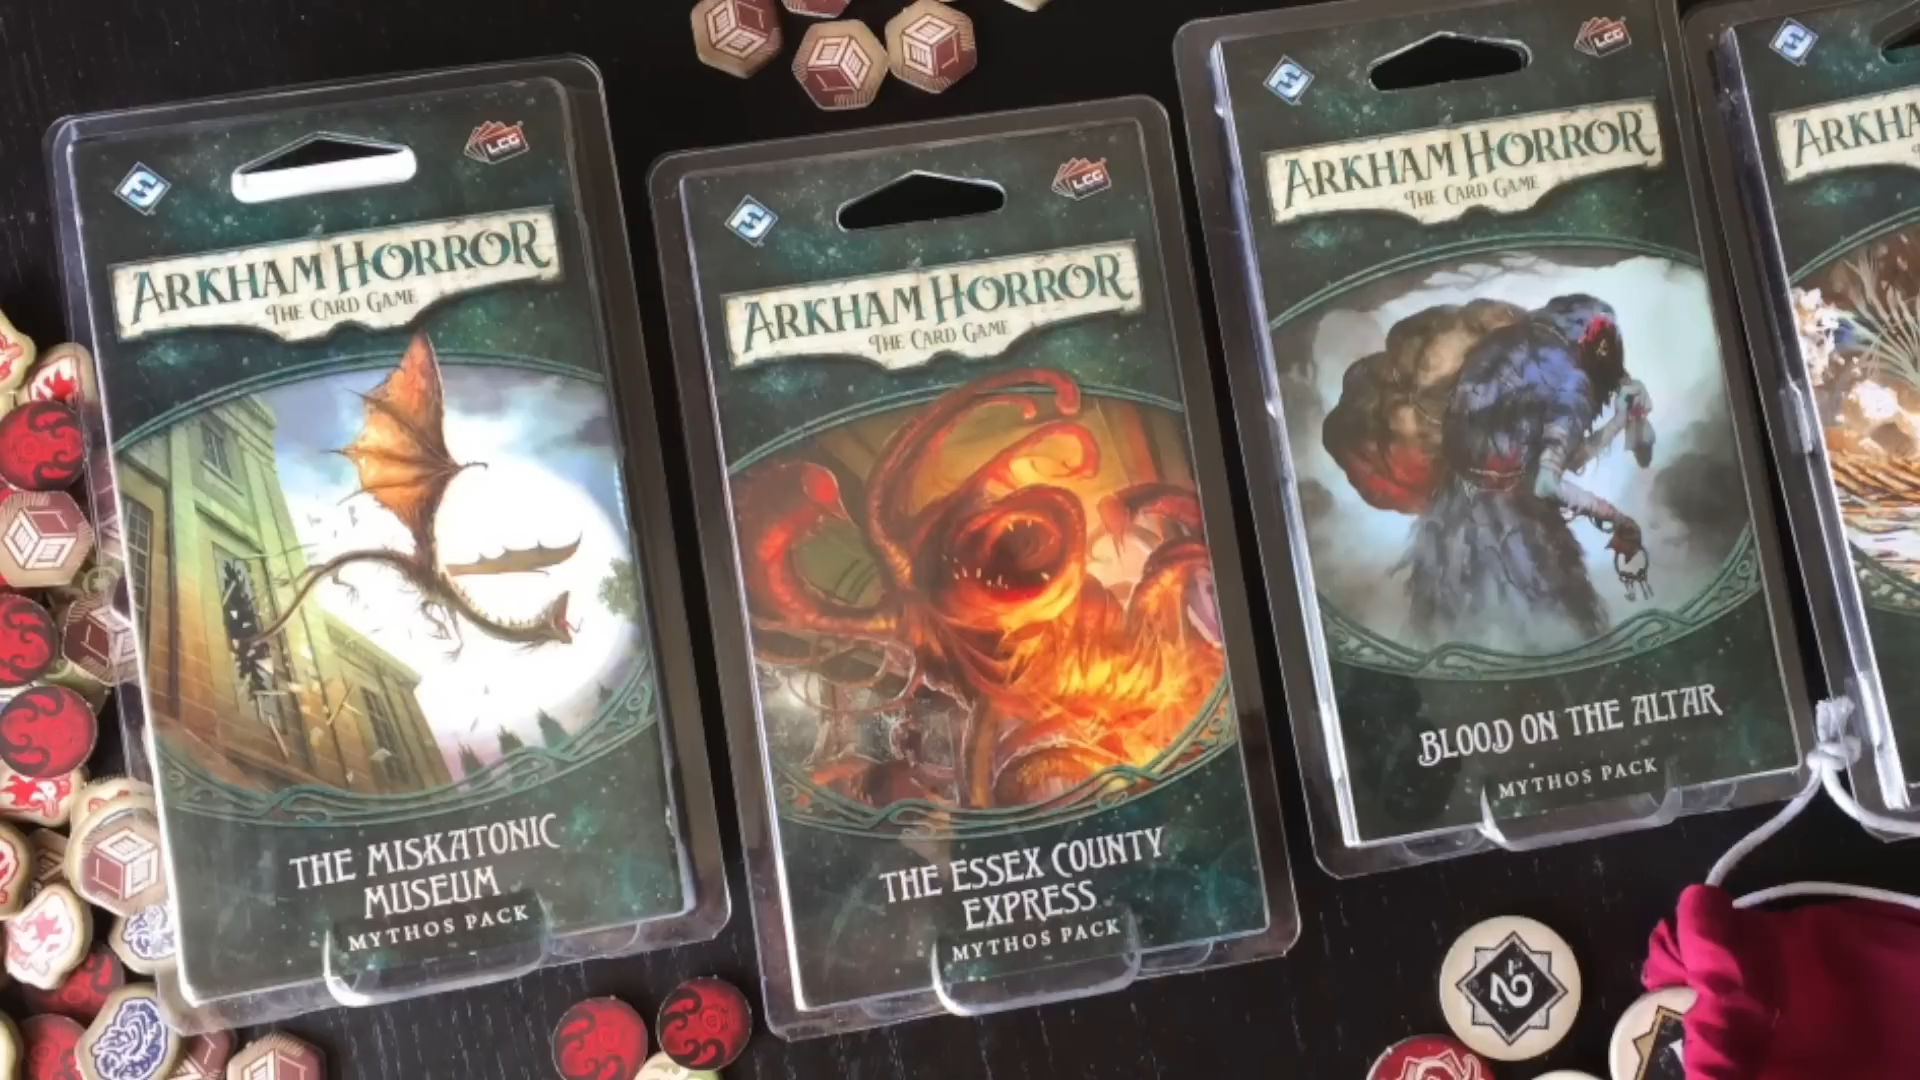 LCG
ARKHAM HORROR
THE CARD GAME
THE MISKATONIC
MUSEUM
MYTHOS PACK
LCG
ARKHAM HORROR
THE CARD GAME
THE ESSEX COUNTY
EXPRESS
MYTHOS PACK
LCG
ARKHAM HORROR
THE CARD GAME
BLOOD ON THE ALTAR
MYTHOS PACK
ARKHA
-2